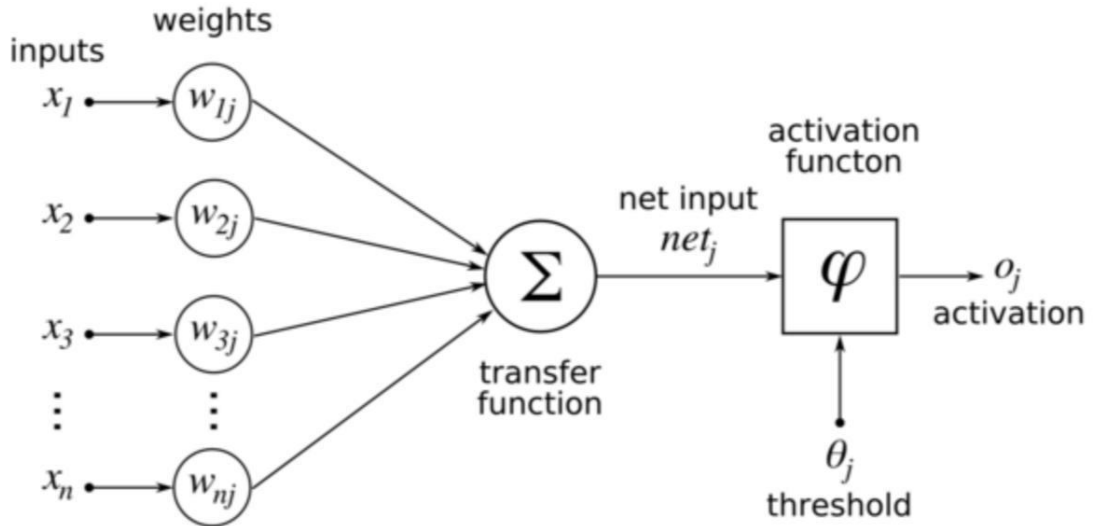 weights
inputs
x1
w1j
x2
w2j
x3
w3j
⋮
⋮
xn
wnj
Σ
transfer
function
net input
netj
activation
functon
φ
oj
activation
θj
threshold